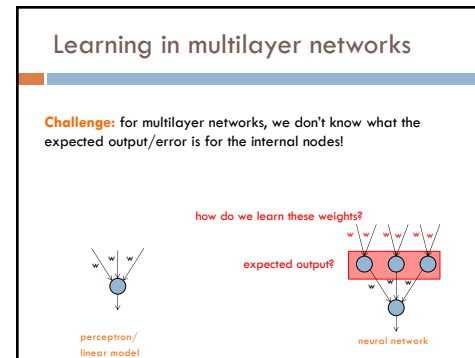 Learning in multilayer networks
Challenge: for multilayer networks, we don't know what the
expected output/error is for the internal nodes!
how do we learn these weights?
w w w w w w
expected output?
w w w
w w w
perceptron/
linear model
neural network